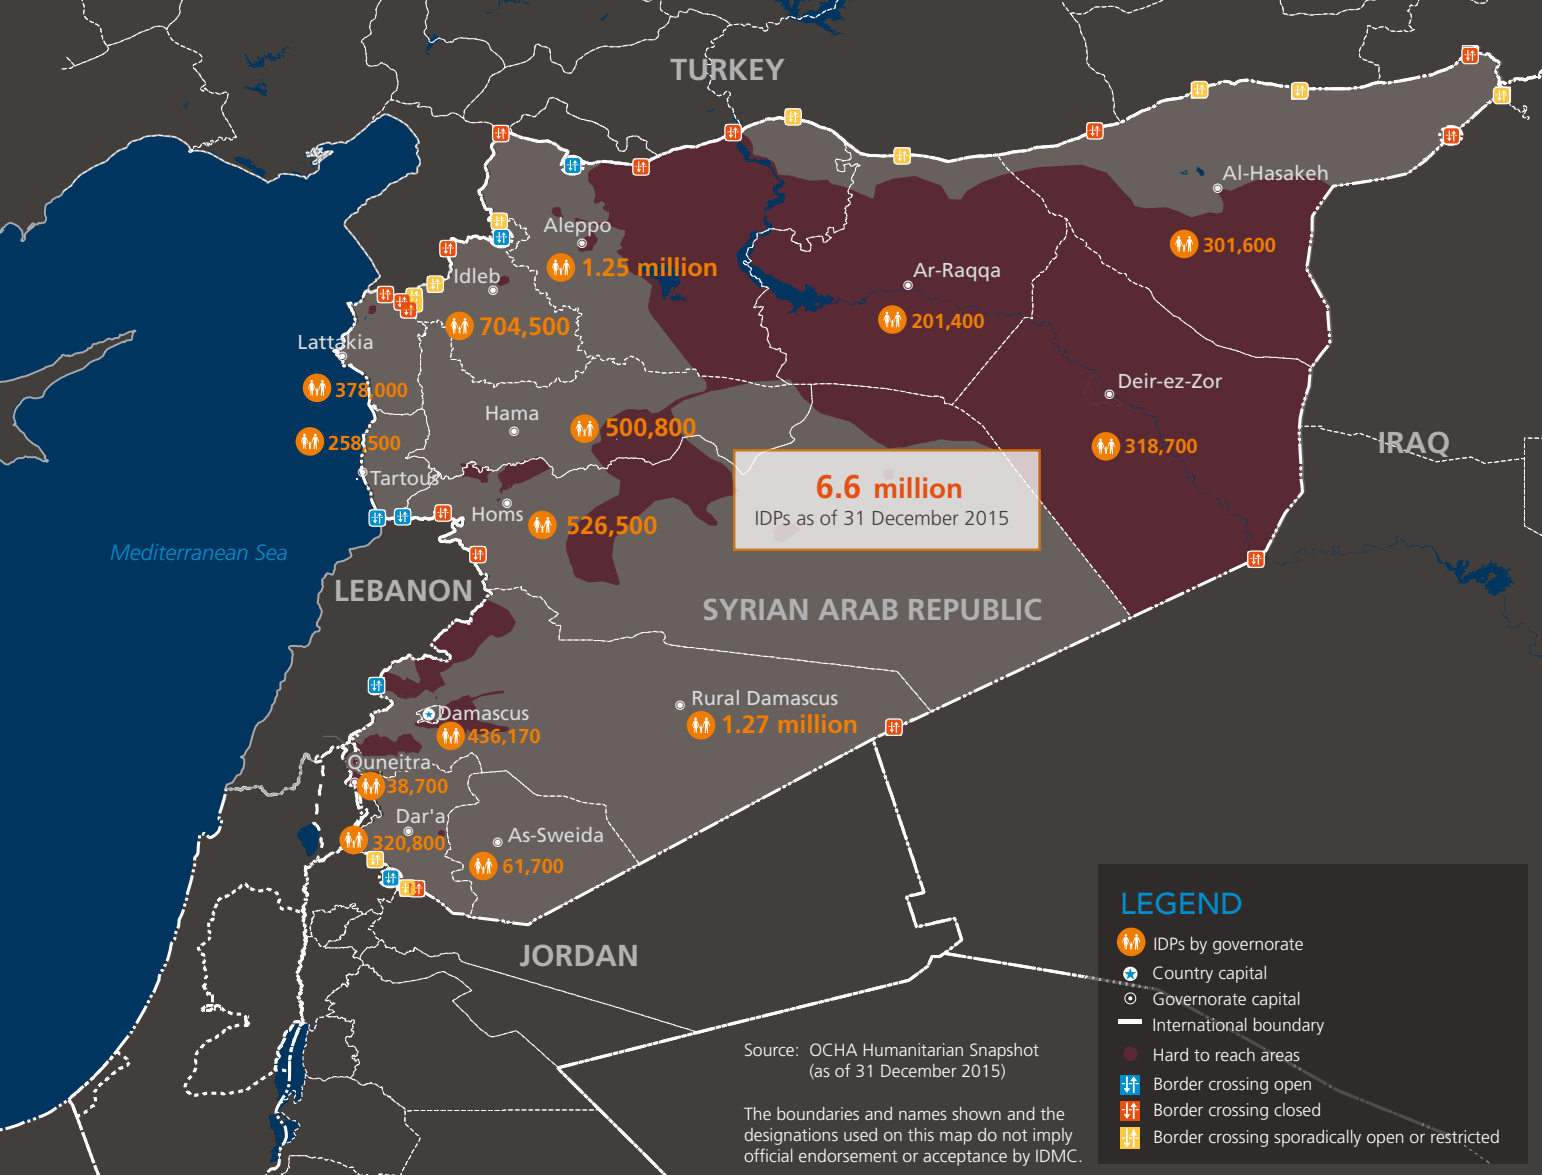 TURKEY
Al-Hasakeh
301,600
Aleppo
1.25 million
Idleb
704,500
Ar-Raqqa
201,400
Lattakia
378,000
Deir-ez-Zor
318,700
Hama
500,800
258,500
Tartous
IRAQ
6.6 million
IDPs as of 31 December 2015
Homs
526,500
Mediterranean Sea
LEBANON
SYRIAN ARAB REPUBLIC
Rural Damascus
1.27 million
Damascus
436,170
Quneitra
38,700
Dar'a
320,800
As-Sweida
61,700
JORDAN
LEGEND
IDPs by governorate
Country capital
Governorate capital
International boundary
Hard to reach areas
Border crossing open
Border crossing closed
Border crossing sporadically open or restricted
Source: OCHA Humanitarian Snapshot
(as of 31 December 2015)
The boundaries and names shown and the
designations used on this map do not imply
official endorsement or acceptance by IDMC.